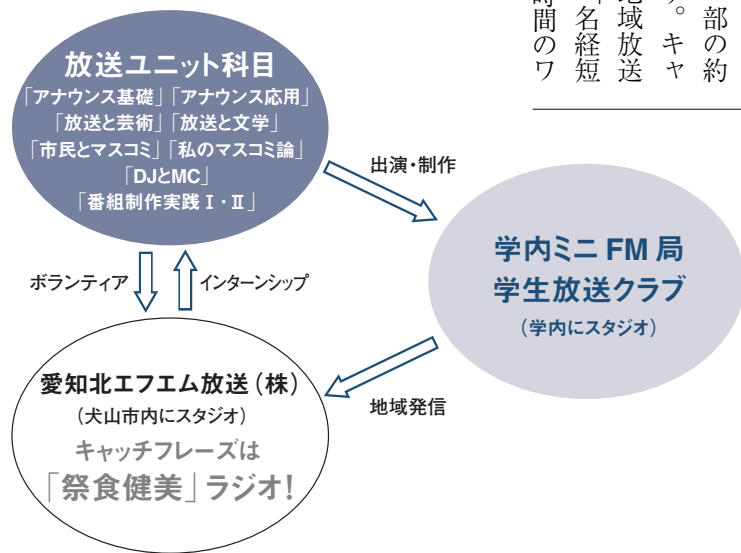 部の約
す。キャ
地域放送
「名経短
時間のワ
放送ユニット科目
「アナウンス基礎」「アナウンス応用」
「放送と芸術」「放送と文学」
「市民とマスコミ」「私のマスコミ論」
「DJとMC」
「番組制作実践Ⅰ・Ⅱ」
出演・制作
学内ミニ FM 局
学生放送クラブ
(学内にスタジオ)
ボランティア
インターンシップ
地域発信
愛知北エフエム放送(株)
(犬山市内にスタジオ)
キャッチフレーズは
「祭食健美」ラジオ!